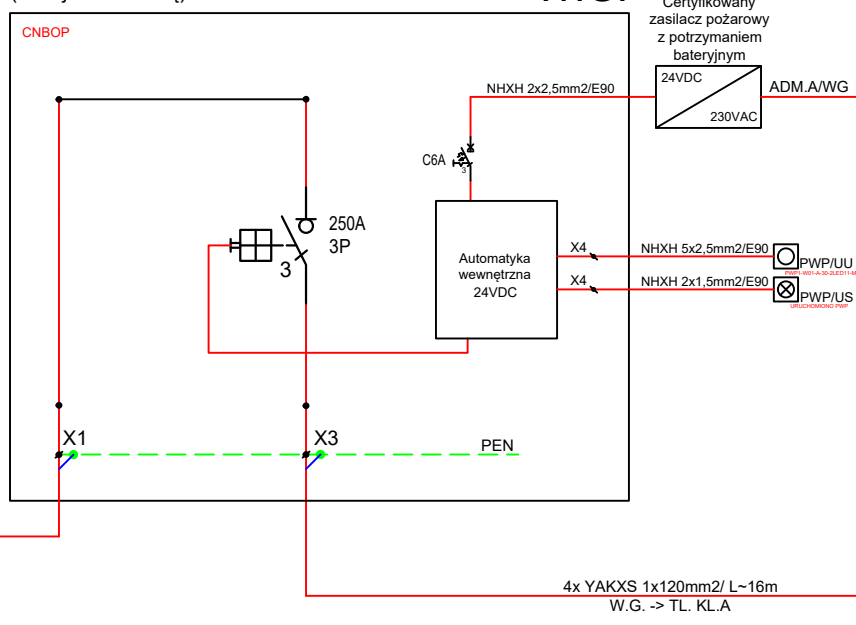 CNBOP
Certyfikowany
zasilacz pożarowy
z potrzymaniem
bateryjnym
24VDC
230VAC
ADM.A/WG
NHXH 2x2,5mm2/E90
C6A
3
250A
3P
3
Automatyka
wewnętrzna
24VDC
X4
NHXH 5x2,5mm2/E90
PWP/UU
X4
NHXH 2x1,5mm2/E90
PWP/US
URUCHOMIONO PWP
X1
X3
PEN
4x YAKXS 1x120mm2/ L~16m
W.G. -> TL. KL.A